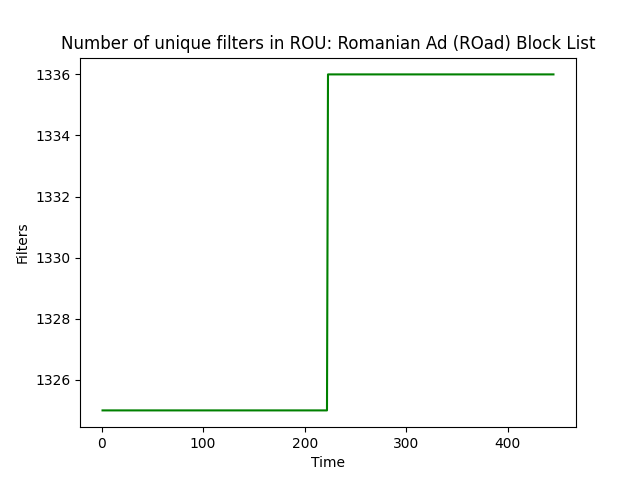 Number of unique filters in ROU: Romanian Ad (ROad) Block List
1336
1334
1332
1330
1328
1326
Filters
0 100 200 300 400
Time